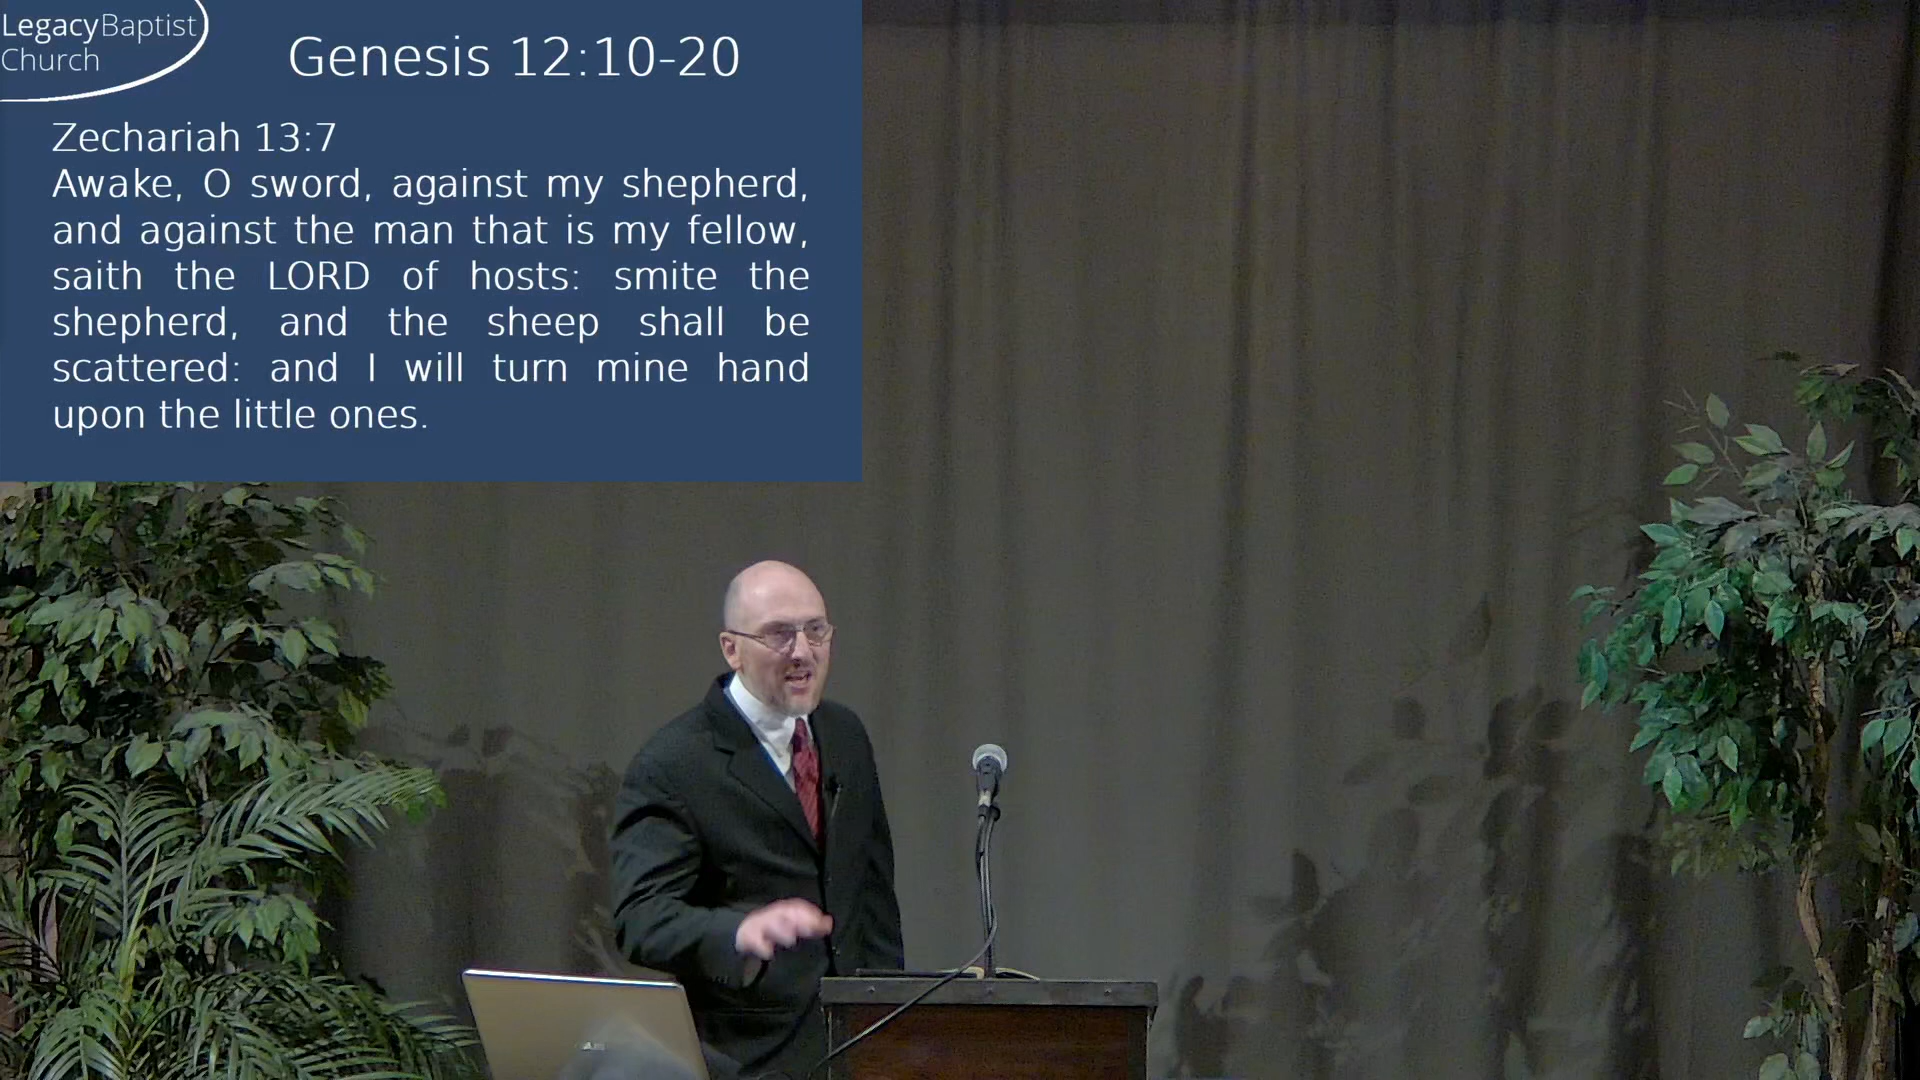 LegacyBaptist
Church
Genesis 12:10-20
Zechariah 13:7
Awake, O sword, against my shepherd,
and against the man that is my fellow,
saith the LORD of hosts: smite the
shepherd, and the sheep shall be
scattered: and I will turn mine hand
upon the little ones.